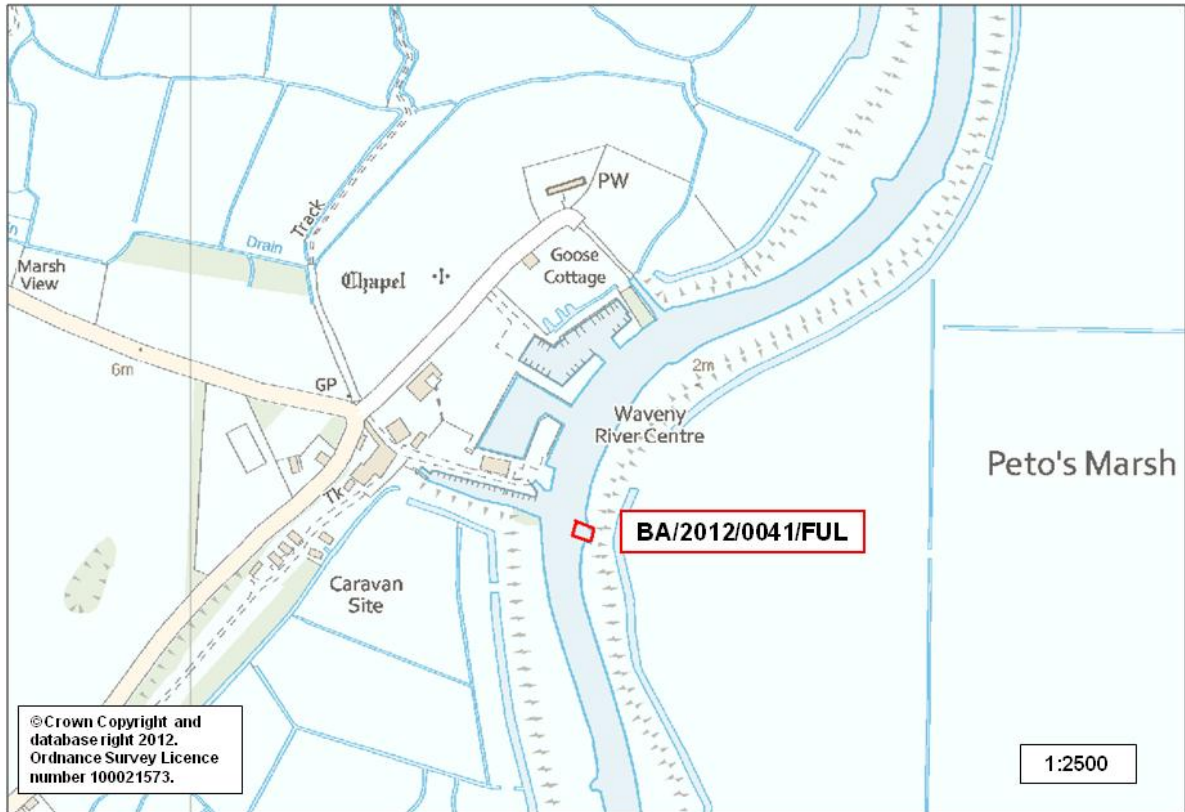 PW
Track
Goose
Cottage
Drain
Marsh
View
Chapel
6m
GP
2m
Waveny
River Centre
Peto's Marsh
Tk
BA/2012/0041/FUL
Caravan
Site
©Crown Copyright and
database right 2012.
Ordnance Survey Licence
number 100021573.
1:2500